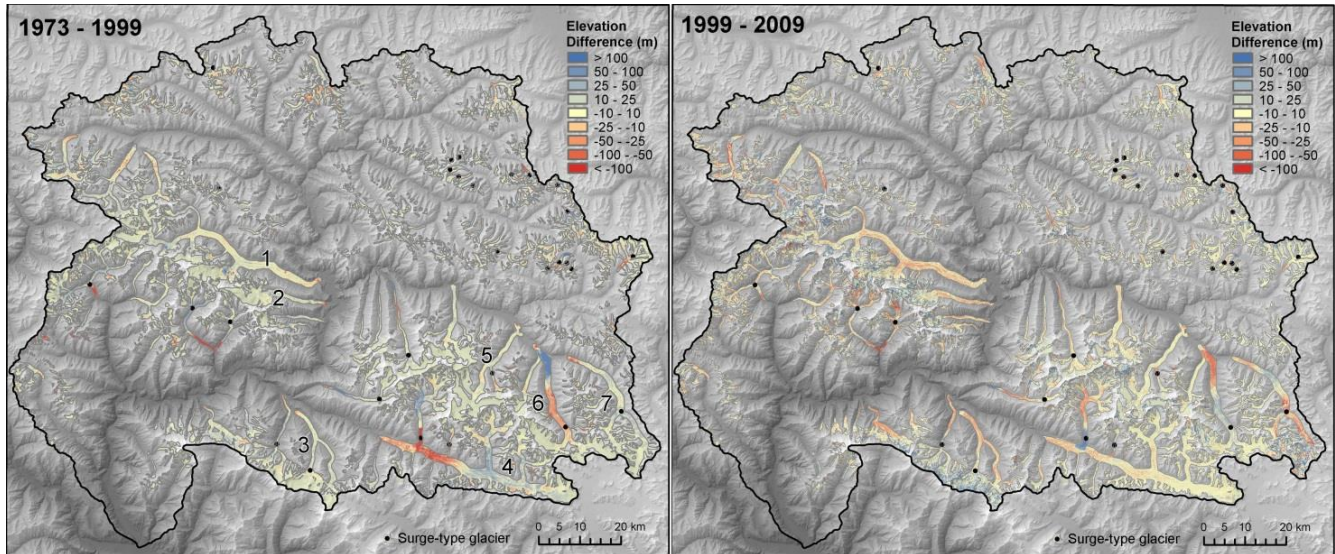 1973 - 1999
Elevation
Difference (m)
> 100
50 - 100
25 - 50
10 - 25
-10 - 10
-25 - -10
-50 - -25
-100 - -50
< -100
1
2
3
4
5
6
7
Surge-type glacier
0 5 10 20 km
1999 - 2009
Elevation
Difference (m)
> 100
50 - 100
25 - 50
10 - 25
-10 - 10
-25 - -10
-50 - -25
-100 - -50
< -100
Surge-type glacier
0 5 10 20 km